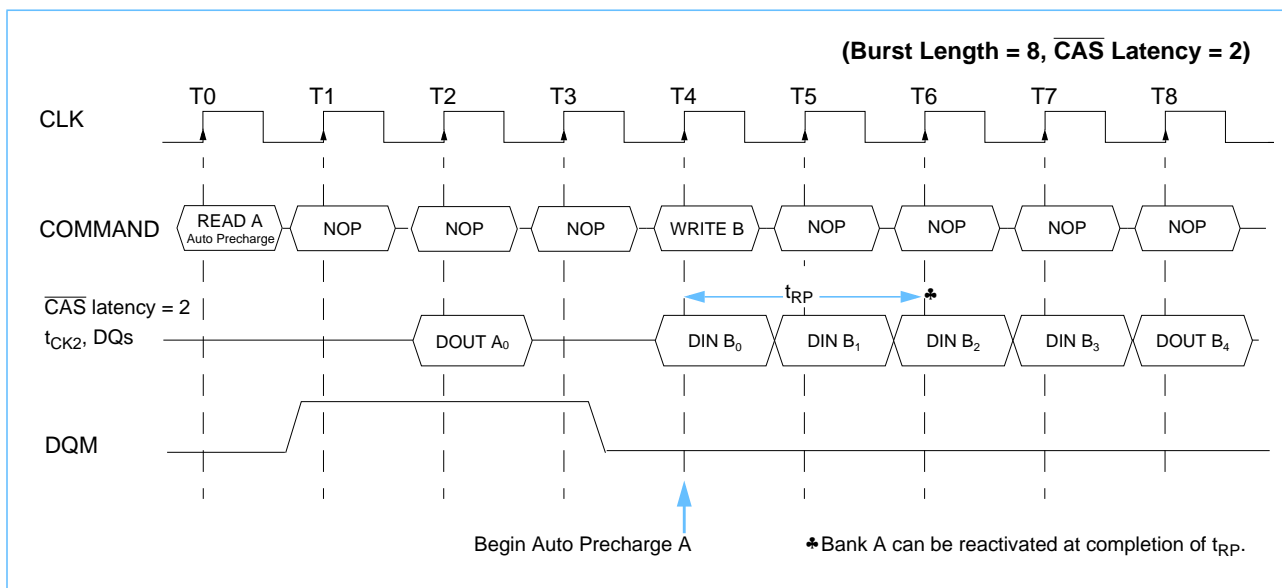 (Burst Length = 8, CAS Latency = 2)
T0 T1 T2 T3 T4 T5 T6 T7 T8
CLK
COMMAND
READ A
Auto Precharge
NOP NOP NOP WRITE B NOP NOP NOP NOP
CAS latency = 2
tCK2, DQs
tRP ♣
DOUT A0 DIN B0 DIN B1 DIN B2 DIN B3 DOUT B4
DQM
Begin Auto Precharge A
♣Bank A can be reactivated at completion of tRP.